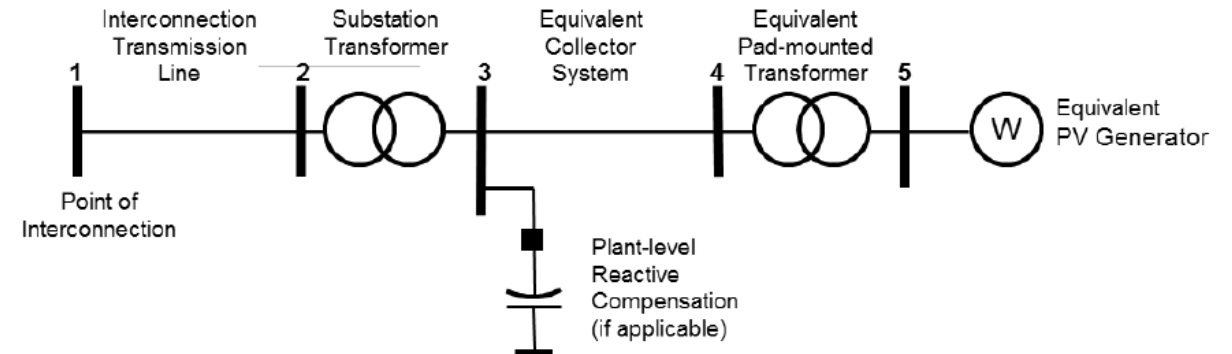 Interconnection
Transmission
Line
Substation
Transformer
Equivalent
Collector
System
Equivalent
Pad-mounted
Transformer
1
2
3
4
5
W
Equivalent
PV Generator
Point of
Interconnection
Plant-level
Reactive
Compensation
(if applicable)